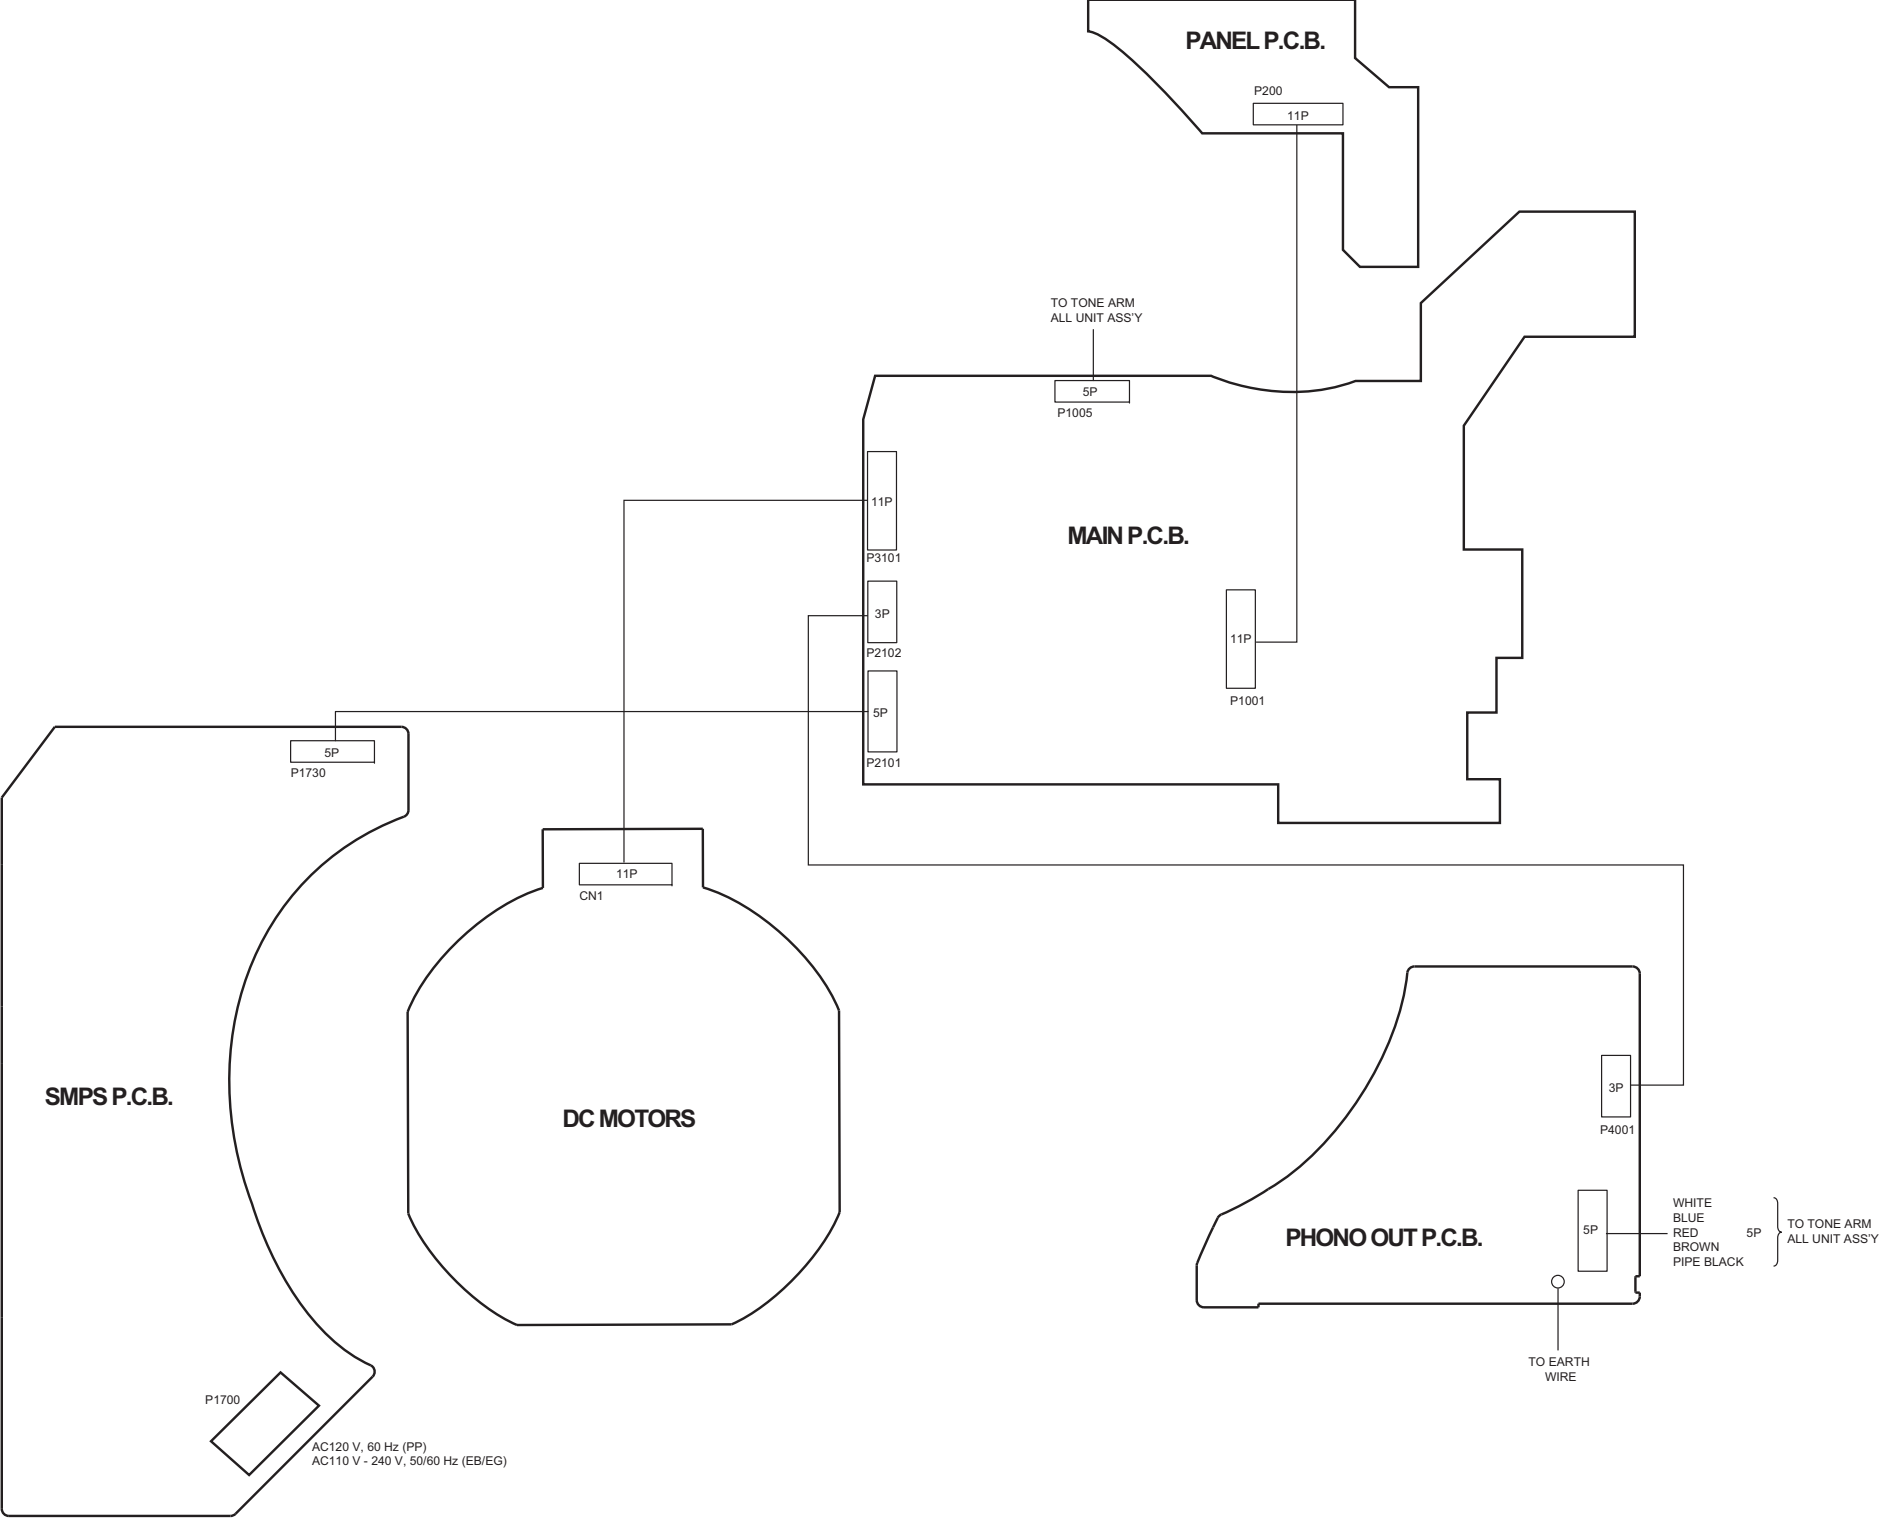 PANEL P.C.B.
P200
11P
TO TONE ARM
ALL UNIT ASS'Y
5P
P1005
11P
P3101
MAIN P.C.B.
3P
P2102
11P
P1001
5P
P2101
5P
P1730
11P
CN1
SMPS P.C.B.
DC MOTORS
3P
P4001
PHONO OUT P.C.B.
5P
WHITE
BLUE
RED
BROWN
PIPE BLACK
5P
TO TONE ARM
ALL UNIT ASS'Y
TO EARTH
WIRE
P1700
AC120 V, 60 Hz (PP)
AC110 V - 240 V, 50/60 Hz (EB/EG)